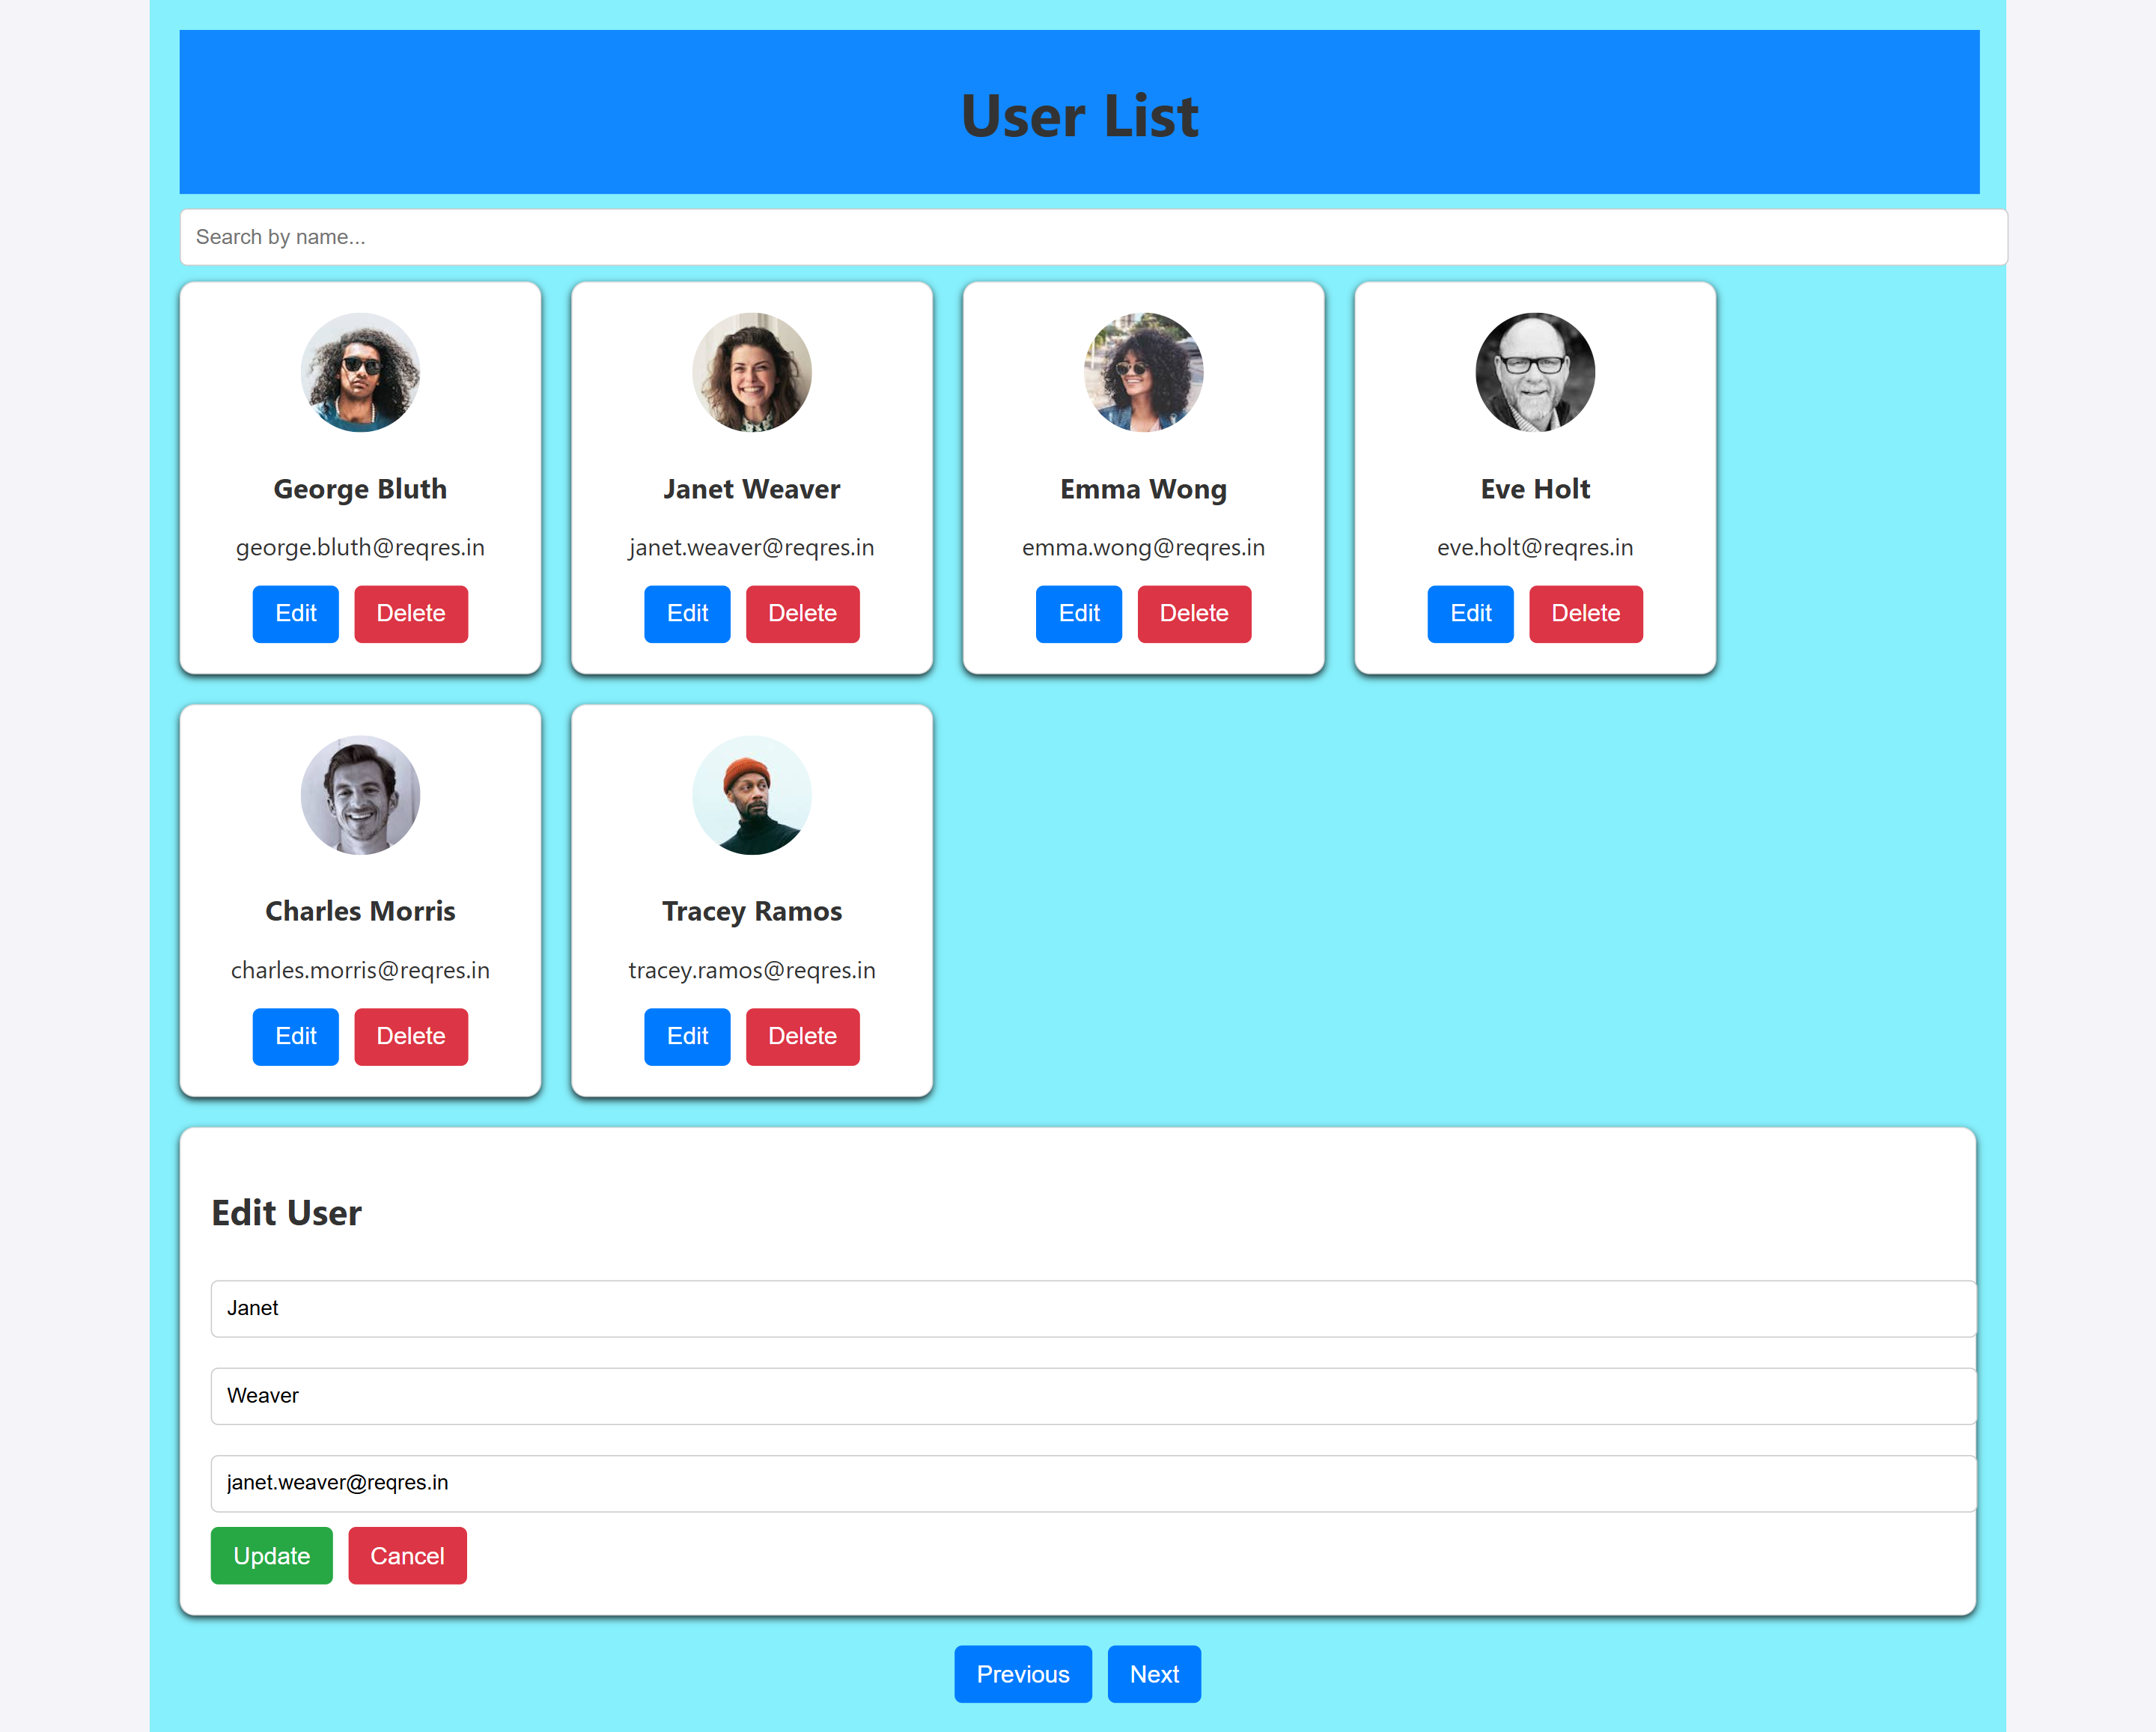 User List
Search by name...
George Bluth
george.bluth@reqres.in
Edit Delete
Janet Weaver
janet.weaver@reqres.in
Edit Delete
Emma Wong
emma.wong@reqres.in
Edit Delete
Eve Holt
eve.holt@reqres.in
Edit Delete
Charles Morris
charles.morris@reqres.in
Edit Delete
Tracey Ramos
tracey.ramos@reqres.in
Edit Delete
Edit User
Janet
Weaver
janet.weaver@reqres.in
Update Cancel
Previous Next